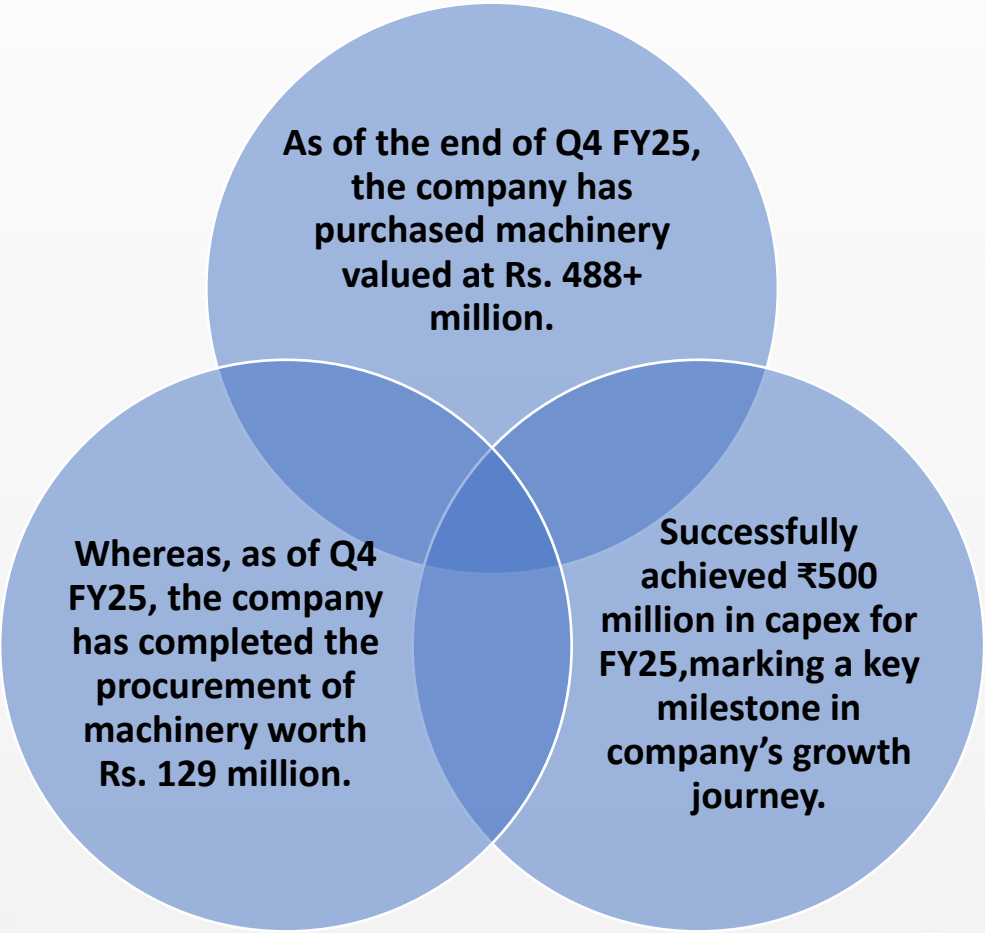 As of the end of Q4 FY25,
the company has
purchased machinery
valued at Rs. 488+
million.
Whereas, as of Q4
FY25, the company
has completed the
procurement of
machinery worth
Rs. 129 million.
Successfully
achieved ₹500
million in capex for
FY25,marking a key
milestone in
company’s growth
journey.